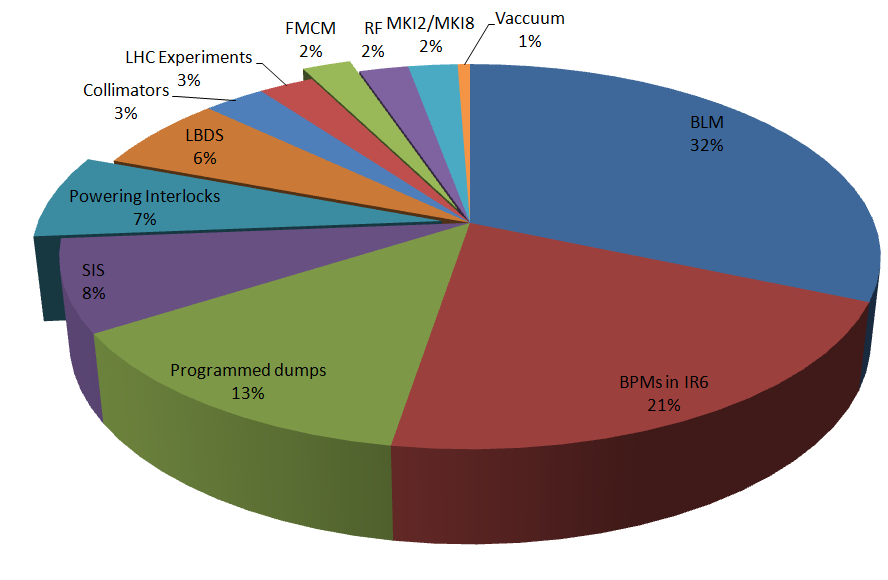 FMCM
2%
RF
2%
MKI2/MKI8
2%
Vaccuum
1%
LHC Experiments
3%
Collimators
3%
BLM
32%
LBDS
6%
Powering Interlocks
7%
SIS
8%
Programmed dumps
13%
BPMs in IR6
21%